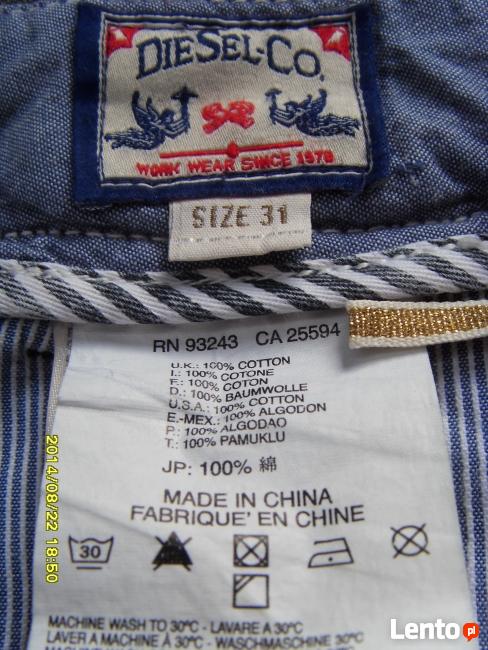 DIESEL-CO.
WORK WEAR SINCE 1978
SIZE 31
RN 93243 CA 25594
U.K.: 100% COTTON
I.: 100% COTONE
F.: 100% COTON
D.: 100% BAUMWOLLE
U.S.A.: 100% COTTON
E.-MEX.: 100% ALGODON
P.: 100% ALGODAO
T.: 100% PAMUKLU
JP: 100% 綿
MADE IN CHINA
FABRIQUE' EN CHINE
30
MACHINE WASH TO 30°C - LAVARE A 30°C
LAVER A MACHINE À 30°C - WASCHMASCHINE 30°
2014/08/22 18:50
Lento.pl